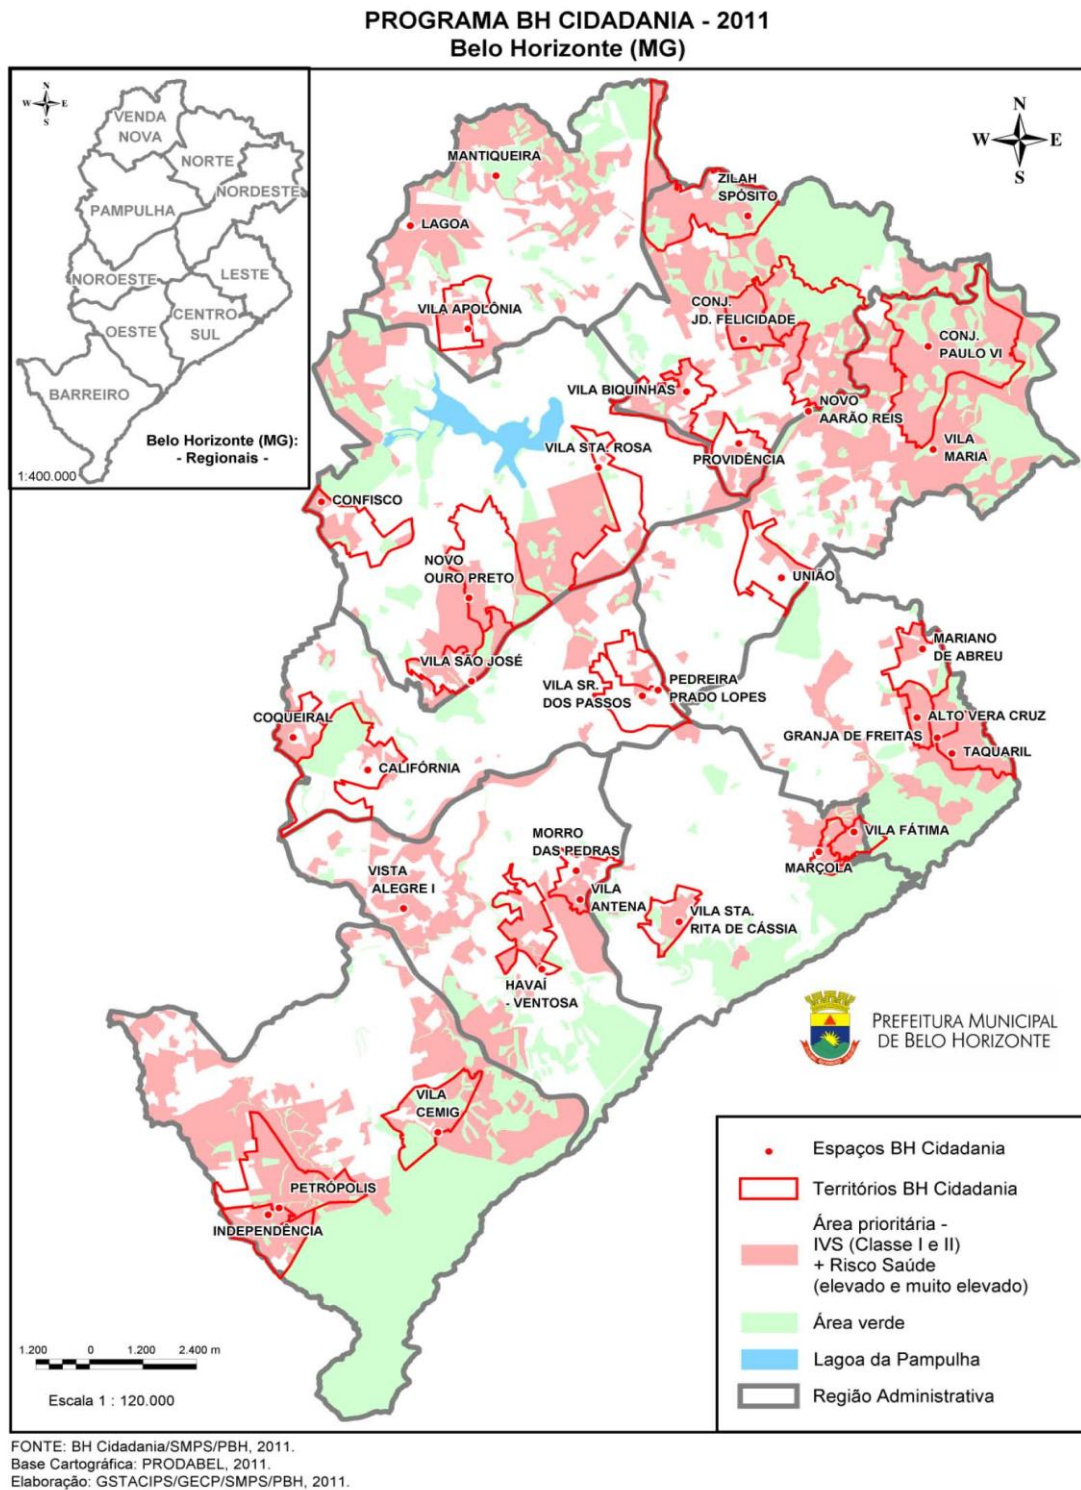 PROGRAMA BH CIDADANIA - 2011
Belo Horizonte (MG)
N
W E
S
VENDA
NOVA
NORTE
NORDESTE
PAMPULHA
NOROESTE
LESTE
CENTRO
SUL
OESTE
BARREIRO
Belo Horizonte (MG):
- Regionais -
1:400.000
N
W E
S
MANTIQUEIRA
ZILAH
SPÓSITO
LAGOA
VILA APOLÔNIA
CONJ.
JD. FELICIDADE
CONJ.
PAULO VI
VILA BIQUINHAS
NOVO
AARÃO REIS
VILA STA. ROSA
PROVIDÊNCIA
VILA
MARIA
CONFISCO
NOVO
OURO PRETO
UNIÃO
MARIANO
DE ABREU
VILA SÃO JOSÉ
VILA SR.
DOS PASSOS
PEDREIRA
PRADO LOPES
COQUEIRAL
ALTO VERA CRUZ
GRANJA DE FREITAS
TAQUARIL
CALIFÓRNIA
MORRO
DAS PEDRAS
VILA FÁTIMA
MARÇOLA
VISTA
ALEGRE I
VILA
ANTENA
VILA STA.
RITA DE CÁSSIA
HAVAÍ
- VENTOSA
PREFEITURA MUNICIPAL
DE BELO HORIZONTE
VILA
CEMIG
PETRÓPOLIS
INDEPENDÊNCIA
Espaços BH Cidadania
Territórios BH Cidadania
Área prioritária -
IVS (Classe I e II)
+ Risco Saúde
(elevado e muito elevado)
Área verde
Lagoa da Pampulha
Região Administrativa
1.200 0 1.200 2.400 m
Escala 1 : 120.000
FONTE: BH Cidadania/SMPS/PBH, 2011.
Base Cartográfica: PRODABEL, 2011.
Elaboração: GSTACIPS/GECP/SMPS/PBH, 2011.